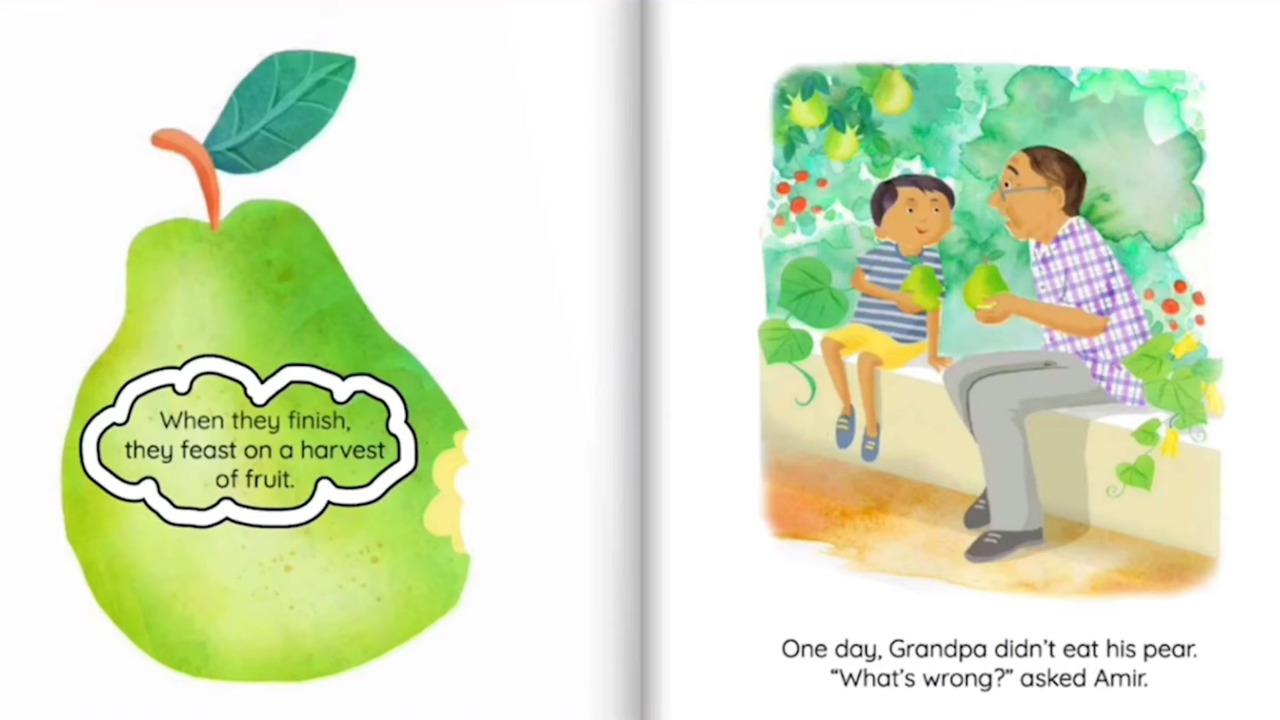 When they finish,
they feast on a harvest
of fruit.
One day, Grandpa didn't eat his pear.
“What's wrong?” asked Amir.